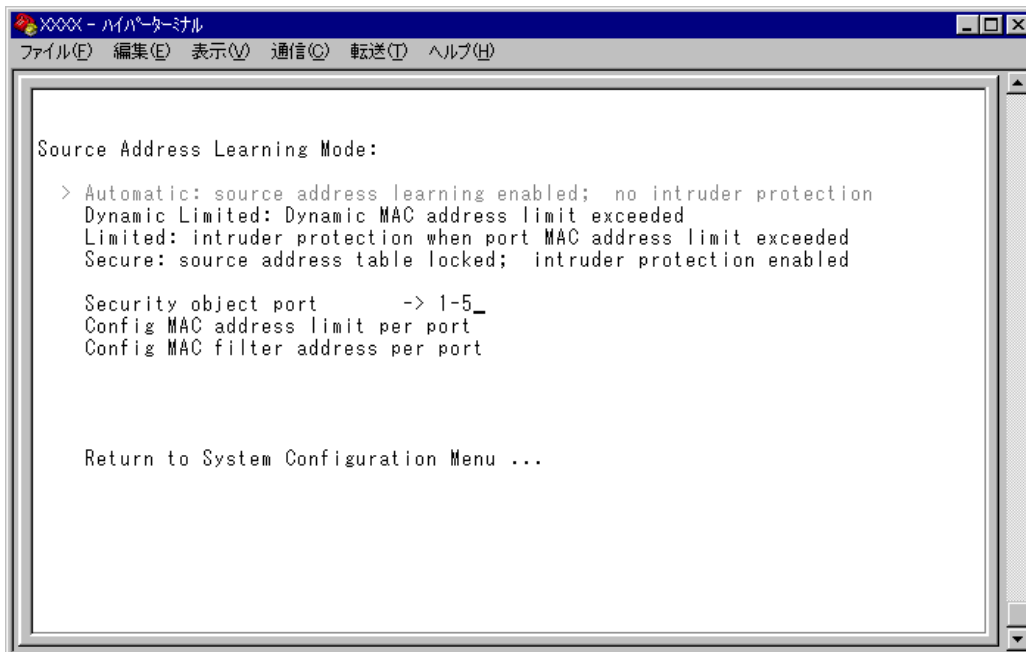 XXXX - ハイパーターミナル
ファイル(F) 編集(E) 表示(V) 通信(C) 転送(T) ヘルプ(H)
Source Address Learning Mode:
> Automatic: source address learning enabled; no intruder protection
Dynamic Limited: Dynamic MAC address limit exceeded
Limited: intruder protection when port MAC address limit exceeded
Secure: source address table locked; intruder protection enabled
Security object port -> 1-5_
Config MAC address limit per port
Config MAC filter address per port
Return to System Configuration Menu ...